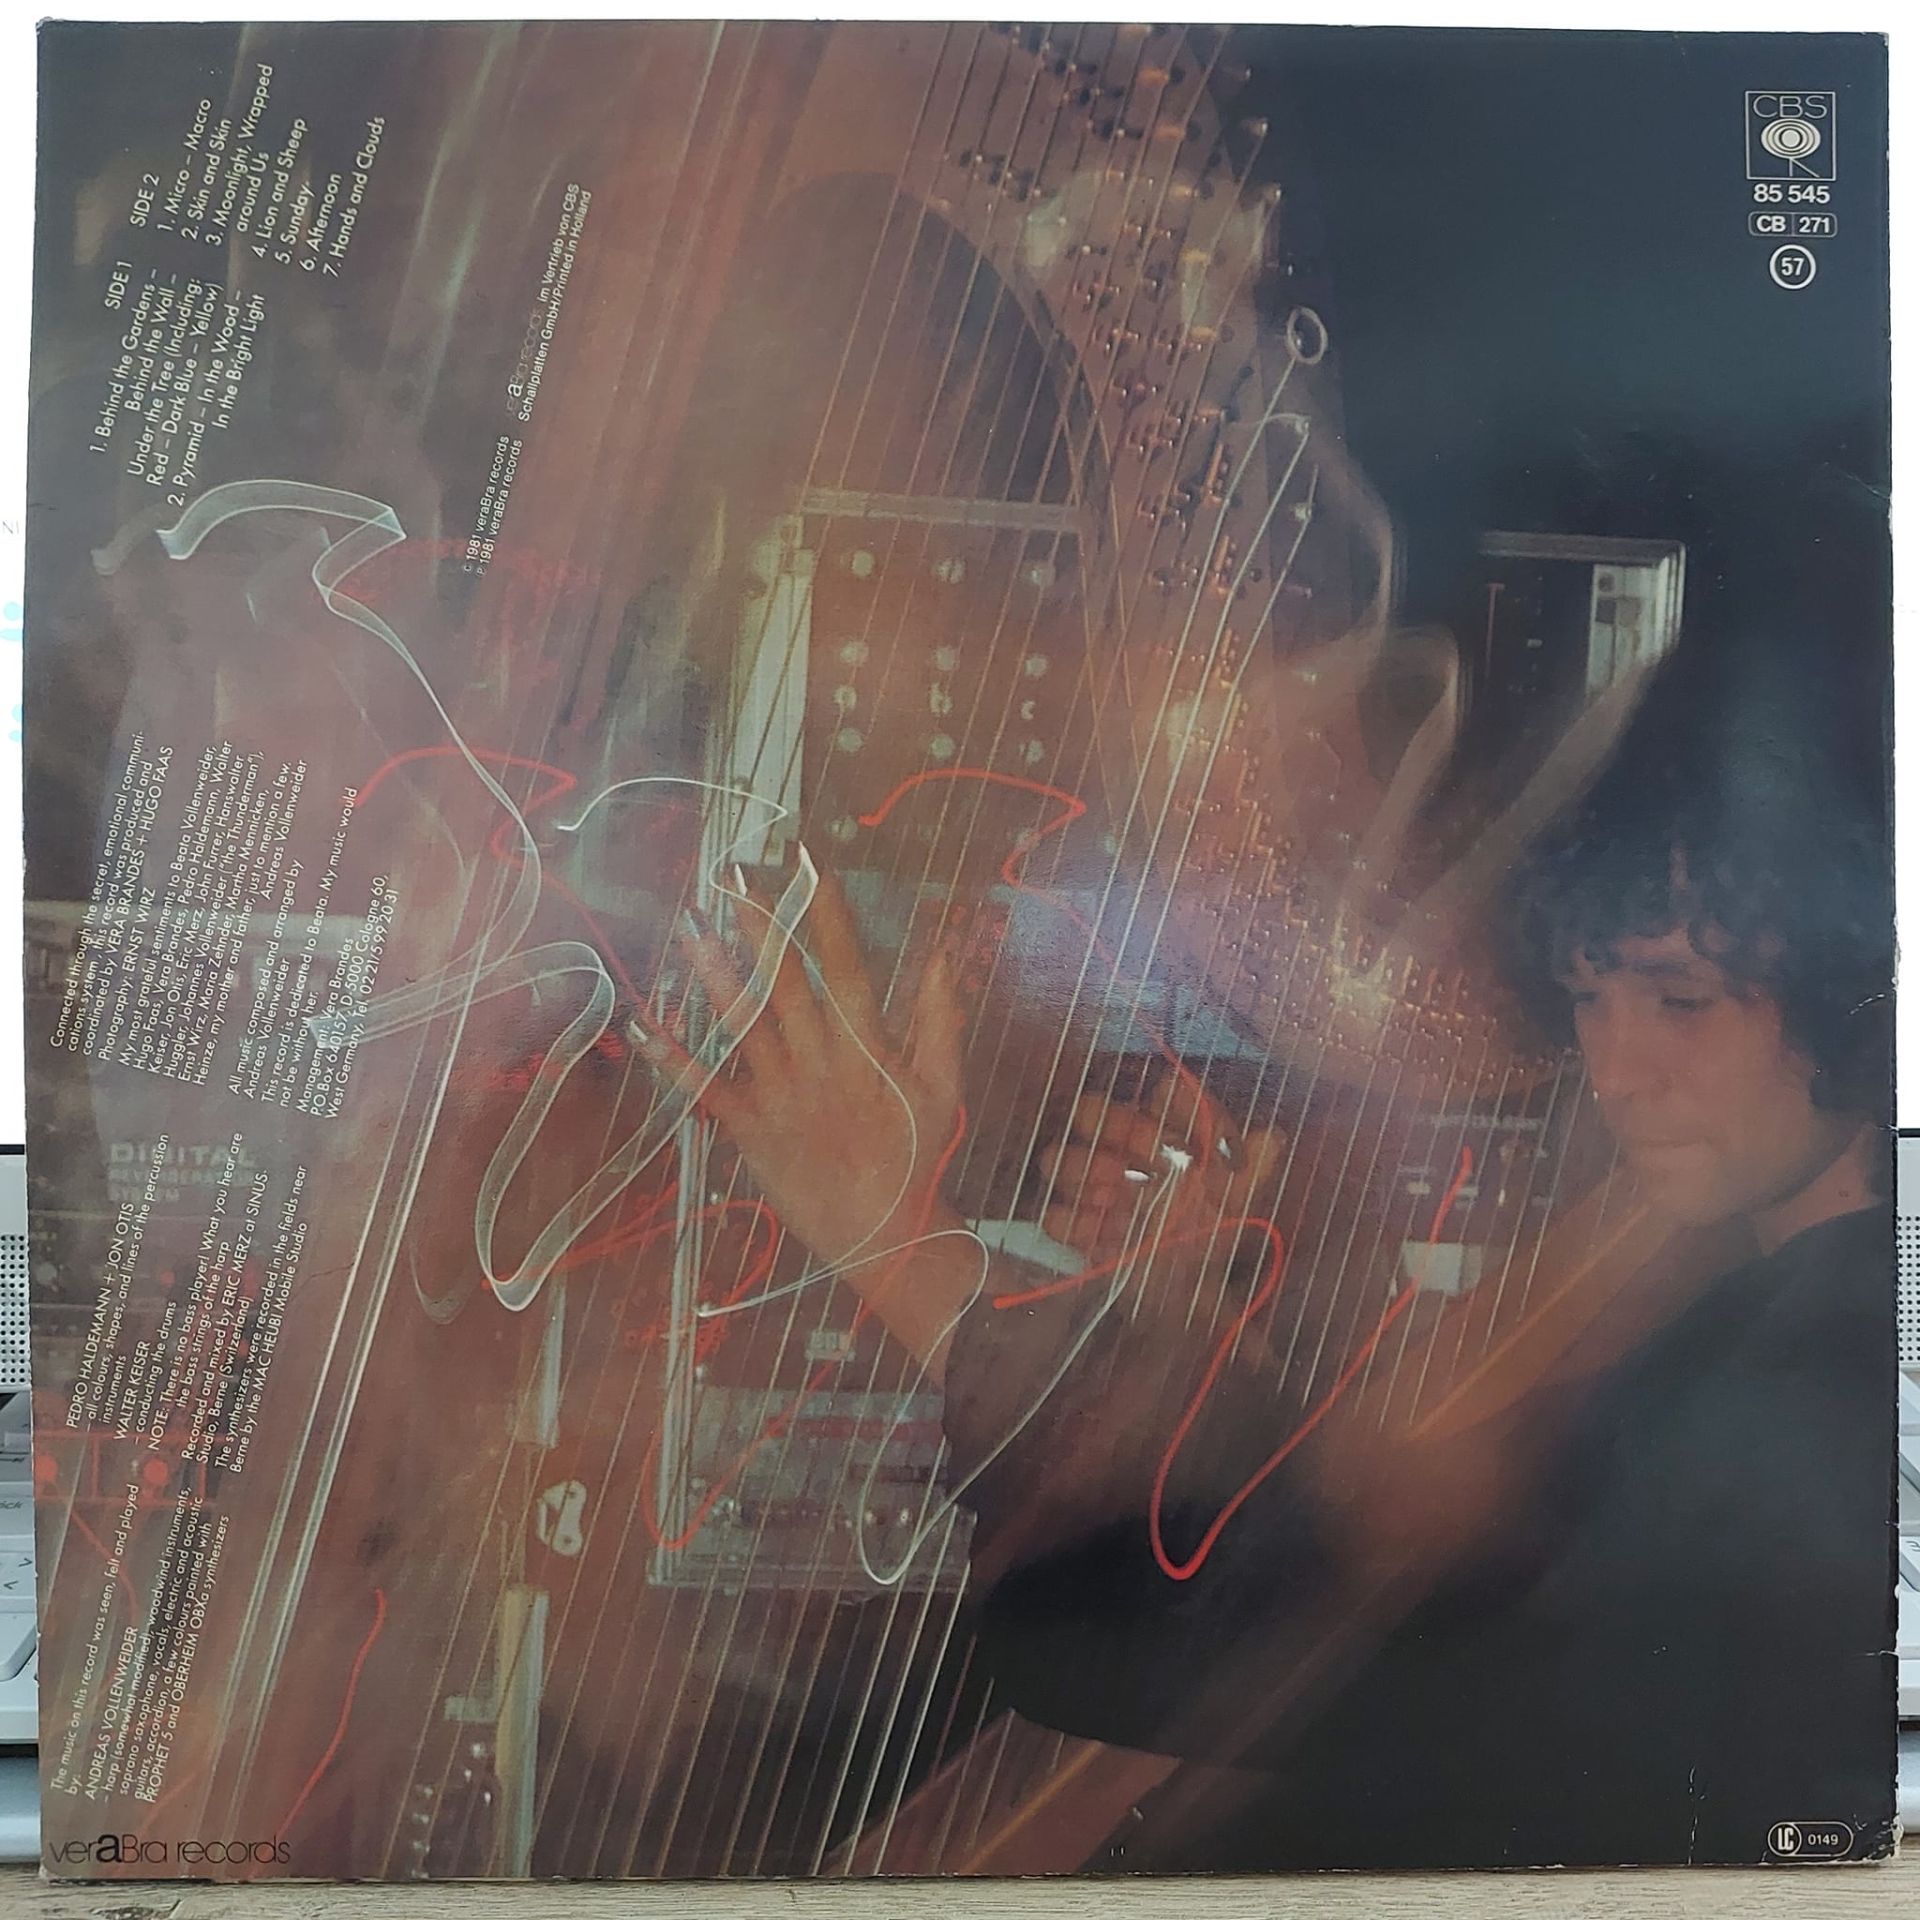 SIDE 1
1. Behind the Gardens –
Behind the Wall –
Under the Tree (Including:
Red – Dark Blue – Yellow)
2. Pyramid – In the Wood –
In the Bright Light
SIDE 2
1. Micro – Macro
2. Skin and Skin
3. Moonlight, Wrapped
around Us
4. Lion and Sheep
5. Sunday
6. Afternoon
7. Hands and Clouds
© 1981 veraBra records
℗ 1981 veraBra records
veraBra records im Vertrieb von CBS
Schallplatten GmbH/Printed in Holland
CBS
85 545
CB 271
57
Connected through the secret, emotional communi-
cations system, this record was produced and
coordinated by VERA BRANDES + HUGO FAAS
Photography: ERNST WIRZ
My most grateful sentiments to Beata Vollenweider,
Hugo Faas, Vera Brandes, Pedro Haldemann, Walter
Keiser, Jon Otis, Eric Merz, John Furrer, Hanswalter
Huggler, Johannes Vollenweider ("the Thunderman"),
Ernst Wirz, Maria Zehnder, Martha Mennicken,
Heinze, my mother and father, just to mention a few.
Andreas Vollenweider
All music composed and arranged by
Andreas Vollenweider
This record is dedicated to Beata. My music would
not be without her.
Management: Vera Brandes
P.O.Box 640157, D 5000 Cologne 60,
West Germany, Tel. 0221/5992031
DIGITAL
REVERBERATION
SYSTEM
PEDRO HALDEMANN + JON OTIS
– all colours, shapes, and lines of the percussion
instruments
WALTER KEISER
– conducting the drums
NOTE: There is no bass player! What you hear are
the bass strings of the harp
Recorded and mixed by ERIC MERZ at SINUS
Studio, Berne (Switzerland)
The synthesizers were recorded in the fields near
Berne by the MAC HEUBI Mobile Studio
The music on this record was seen, felt and played
by:
ANDREAS VOLLENWEIDER
– harp (somewhat modified), woodwind instruments,
soprano saxophone, vocals, electric and acoustic
guitars, accordion, a few colours painted with
PROPHET 5 and OBERHEIM OBXa synthesizers
a b c
veraBra records
LC 0149